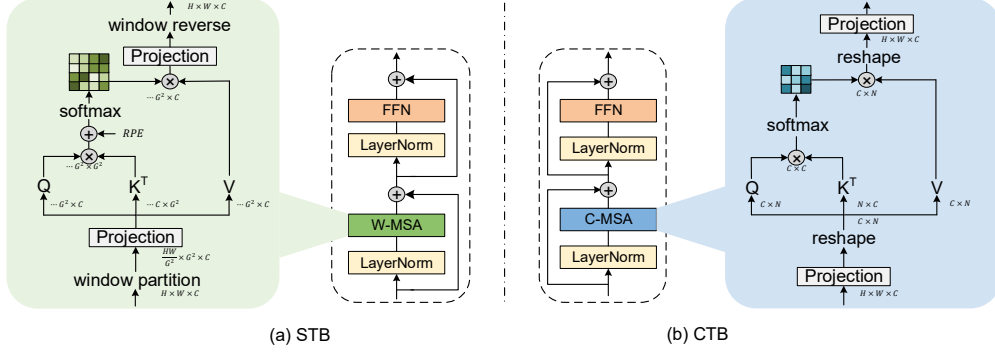 H × W × C
window reverse
Projection
··· G² × C
softmax
+
RPE
×
··· G² × G²
Q
Kᵀ
V
··· G² × C
··· C × G²
··· G² × C
Projection
HW/G² × G² × C
window partition
H × W × C
+
FFN
LayerNorm
+
W-MSA
LayerNorm
(a) STB
+
FFN
LayerNorm
+
C-MSA
LayerNorm
(b) CTB
Projection
H × W × C
reshape
×
C × N
softmax
×
C × C
Q
Kᵀ
V
C × N
N × C
C × N
C × N
reshape
H × W × C
Projection
H × W × C